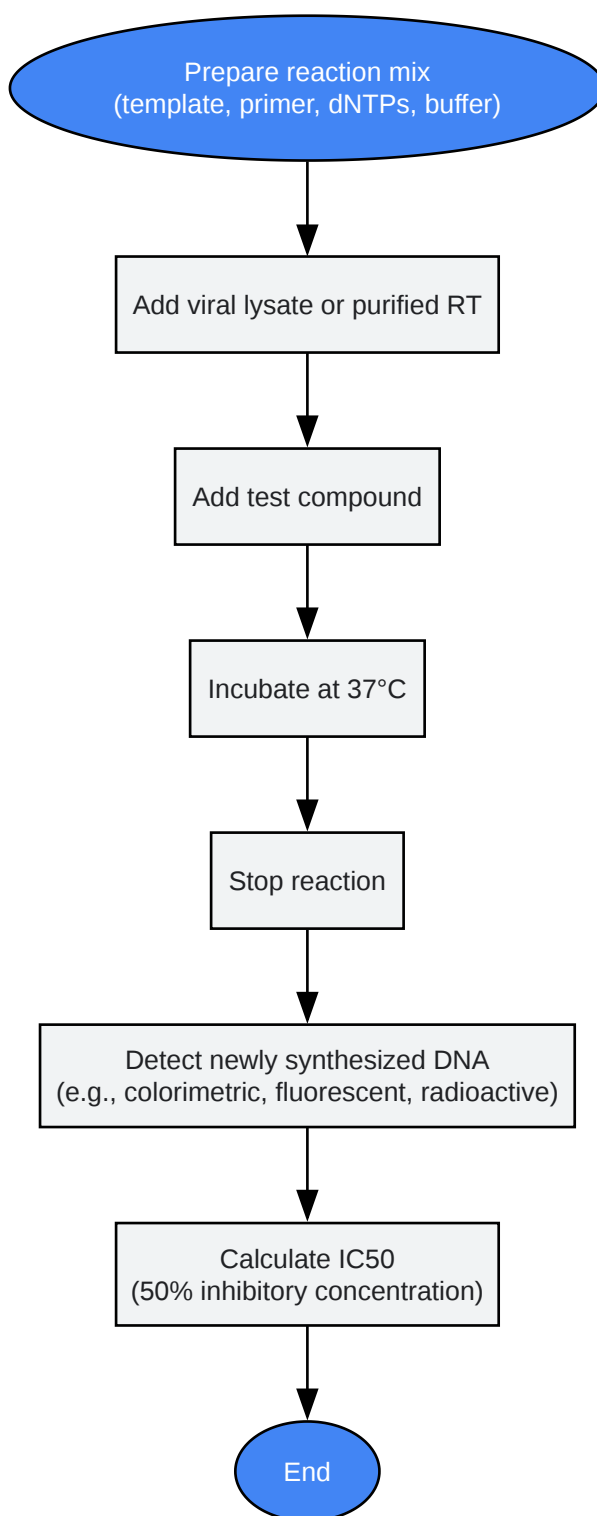 Prepare reaction mix
(template, primer, dNTPs, buffer)
Add viral lysate or purified RT
Add test compound
Incubate at 37°C
Stop reaction
Detect newly synthesized DNA
(e.g., colorimetric, fluorescent, radioactive)
Calculate IC50
(50% inhibitory concentration)
End